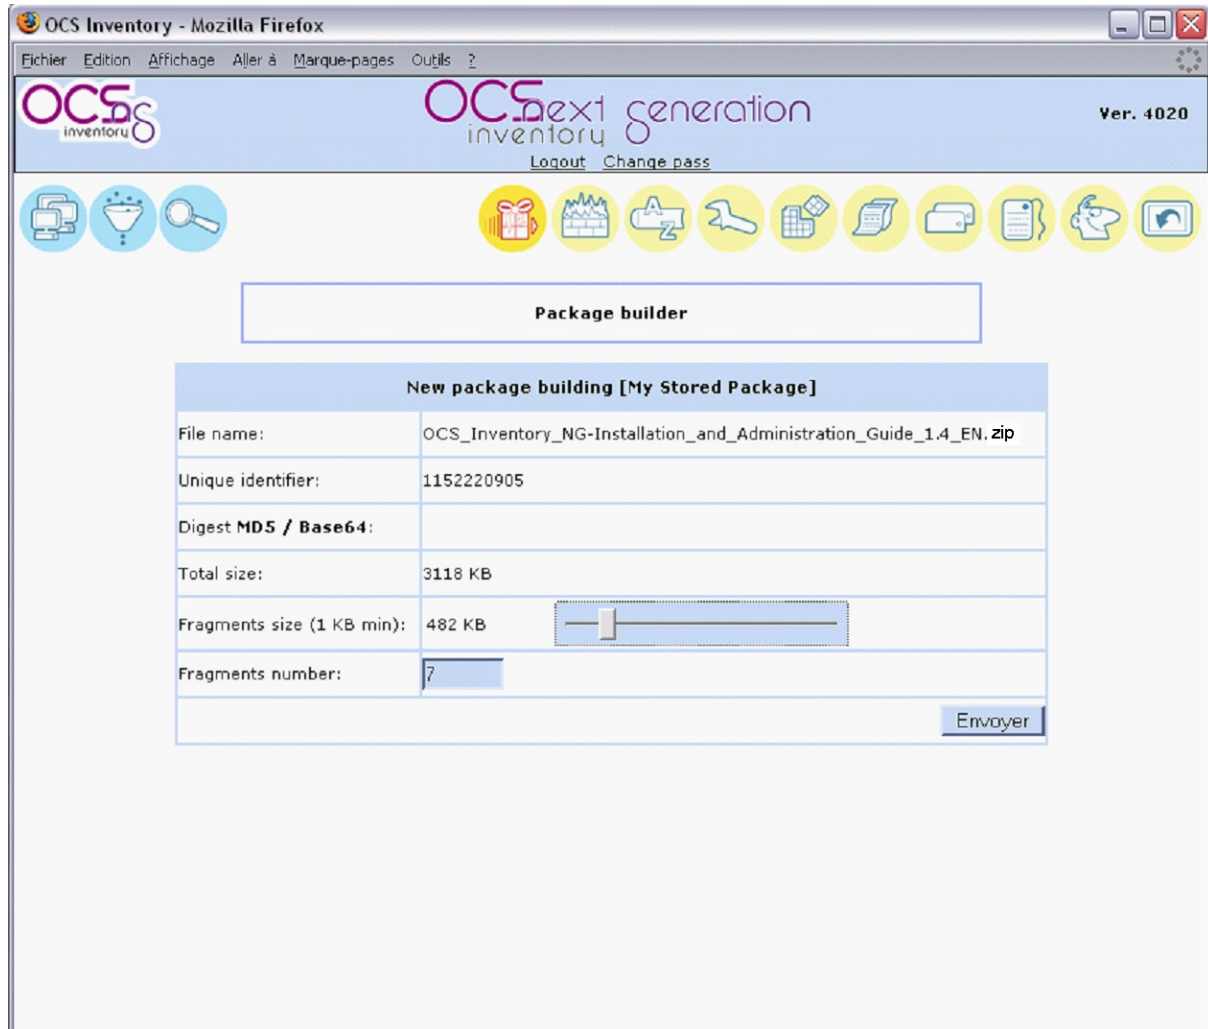 OCS Inventory - Mozilla Firefox
Fichier Edition Affichage Aller à Marque-pages Outils ?
OCS ng inventory
OCS next generation inventory
Ver. 4020
Logout Change pass
A Z
Package builder
New package building [My Stored Package]
File name: OCS_Inventory_NG-Installation_and_Administration_Guide_1.4_EN.zip
Unique identifier: 1152220905
Digest MD5 / Base64:
Total size: 3118 KB
Fragments size (1 KB min): 482 KB
Fragments number: 7
Envoyer